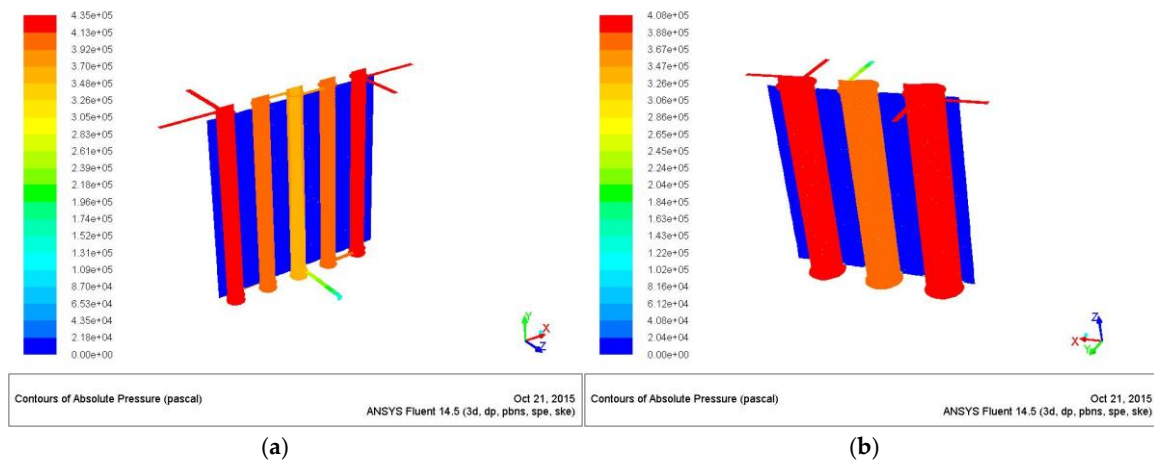 4.35e+05
4.13e+05
3.92e+05
3.70e+05
3.48e+05
3.26e+05
3.05e+05
2.83e+05
2.61e+05
2.39e+05
2.18e+05
1.96e+05
1.74e+05
1.52e+05
1.31e+05
1.09e+05
8.70e+04
6.53e+04
4.35e+04
2.18e+04
0.00e+00
Y
X
Z
Contours of Absolute Pressure (pascal)
Oct 21, 2015
ANSYS Fluent 14.5 (3d, dp, pbns, spe, ske)
(a)
4.08e+05
3.88e+05
3.67e+05
3.47e+05
3.26e+05
3.06e+05
2.86e+05
2.65e+05
2.45e+05
2.24e+05
2.04e+05
1.84e+05
1.63e+05
1.43e+05
1.22e+05
1.02e+05
8.16e+04
6.12e+04
4.08e+04
2.04e+04
0.00e+00
Z
X
Y
Contours of Absolute Pressure (pascal)
Oct 21, 2015
ANSYS Fluent 14.5 (3d, dp, pbns, spe, ske)
(b)